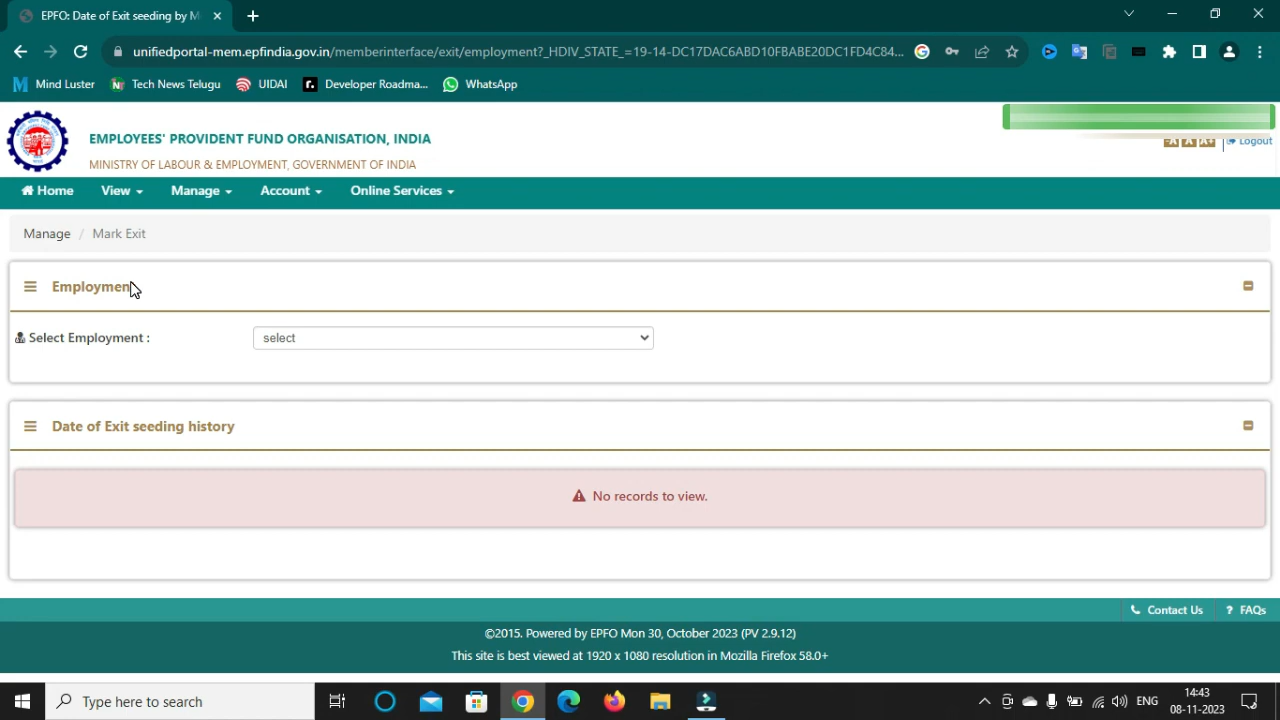 EPFO: Date of Exit seeding by M
unifiedportal-mem.epfindia.gov.in/memberinterface/exit/employment?_HDIV_STATE_=19-14-DC17DAC6ABD10FBABE20DC1FD4C84...
Mind Luster Tech News Telugu UIDAI Developer Roadma... WhatsApp
EMPLOYEES' PROVIDENT FUND ORGANISATION, INDIA
MINISTRY OF LABOUR & EMPLOYMENT, GOVERNMENT OF INDIA
-A A A+ Logout
Home View Manage Account Online Services
Manage / Mark Exit
Employment
Select Employment : select
Date of Exit seeding history
No records to view.
Contact Us ? FAQs
©2015. Powered by EPFO Mon 30, October 2023 (PV 2.9.12)
This site is best viewed at 1920 x 1080 resolution in Mozilla Firefox 58.0+
Type here to search
ENG
14:43
08-11-2023